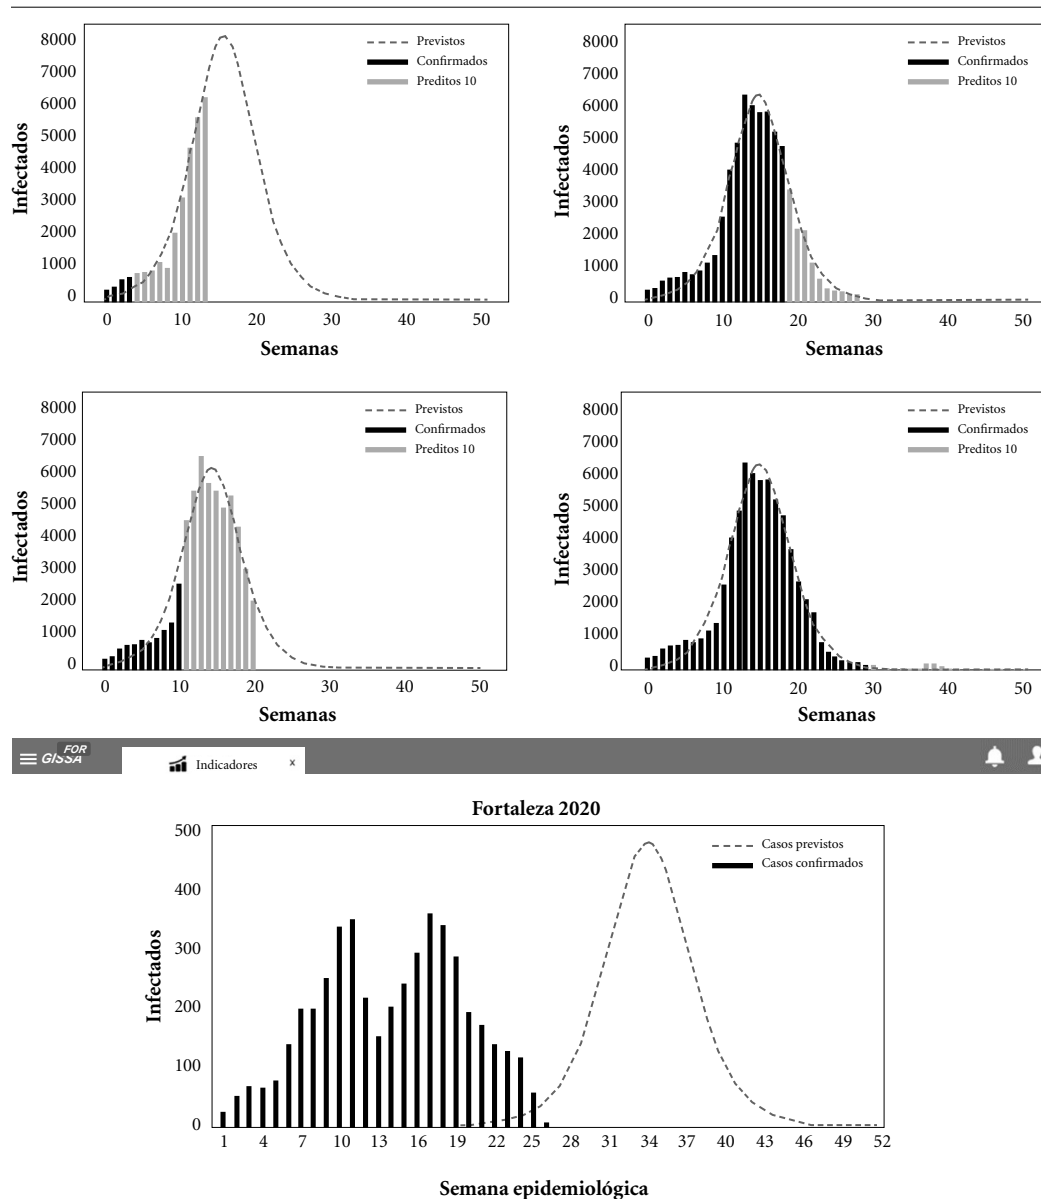 8000
7000
6000
5000
4000
3000
2000
1000
0
Infectados
Previstos
Confirmados
Preditos 10
0 10 20 30 40 50
Semanas
8000
7000
6000
5000
4000
3000
2000
1000
0
Infectados
Previstos
Confirmados
Preditos 10
0 10 20 30 40 50
Semanas
8000
7000
6000
5000
4000
3000
2000
1000
0
Infectados
Previstos
Confirmados
Preditos 10
0 10 20 30 40 50
Semanas
8000
7000
6000
5000
4000
3000
2000
1000
0
Infectados
Previstos
Confirmados
Preditos 10
0 10 20 30 40 50
Semanas
FOR
GISSA
Indicadores x
Fortaleza 2020
500
400
300
200
100
0
Infectados
Casos previstos
Casos confirmados
1 4 7 10 13 16 19 22 25 28 31 34 37 40 43 46 49 52
Semana epidemiológica